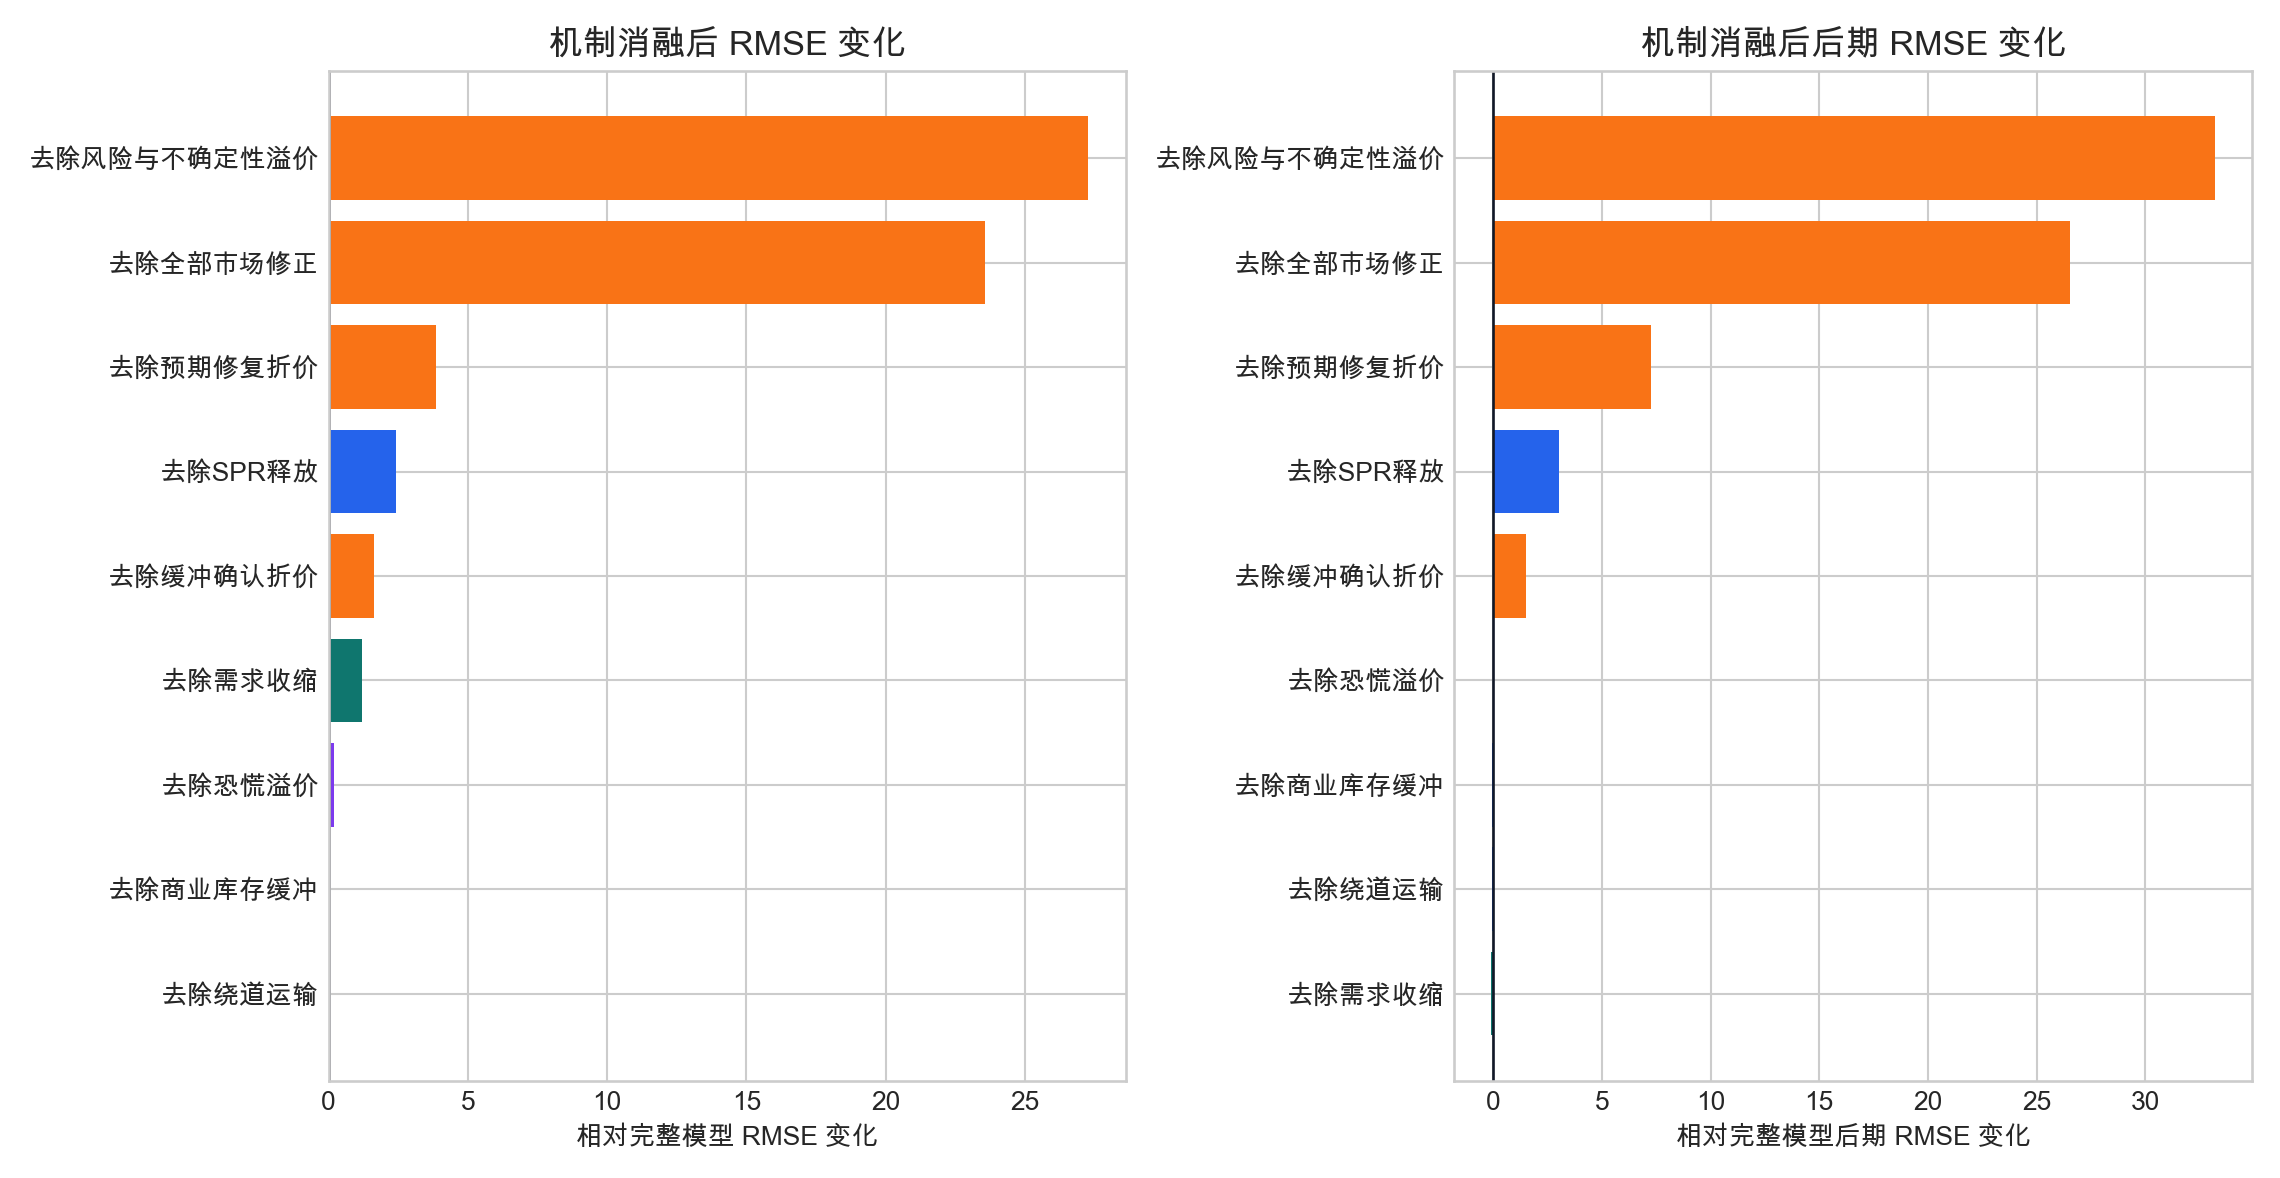 机制消融后 RMSE 变化
去除风险与不确定性溢价
去除全部市场修正
去除预期修复折价
去除SPR释放
去除缓冲确认折价
去除需求收缩
去除恐慌溢价
去除商业库存缓冲
去除绕道运输
0 5 10 15 20 25
相对完整模型 RMSE 变化
机制消融后后期 RMSE 变化
去除风险与不确定性溢价
去除全部市场修正
去除预期修复折价
去除SPR释放
去除缓冲确认折价
去除恐慌溢价
去除商业库存缓冲
去除绕道运输
去除需求收缩
0 5 10 15 20 25 30
相对完整模型后期 RMSE 变化